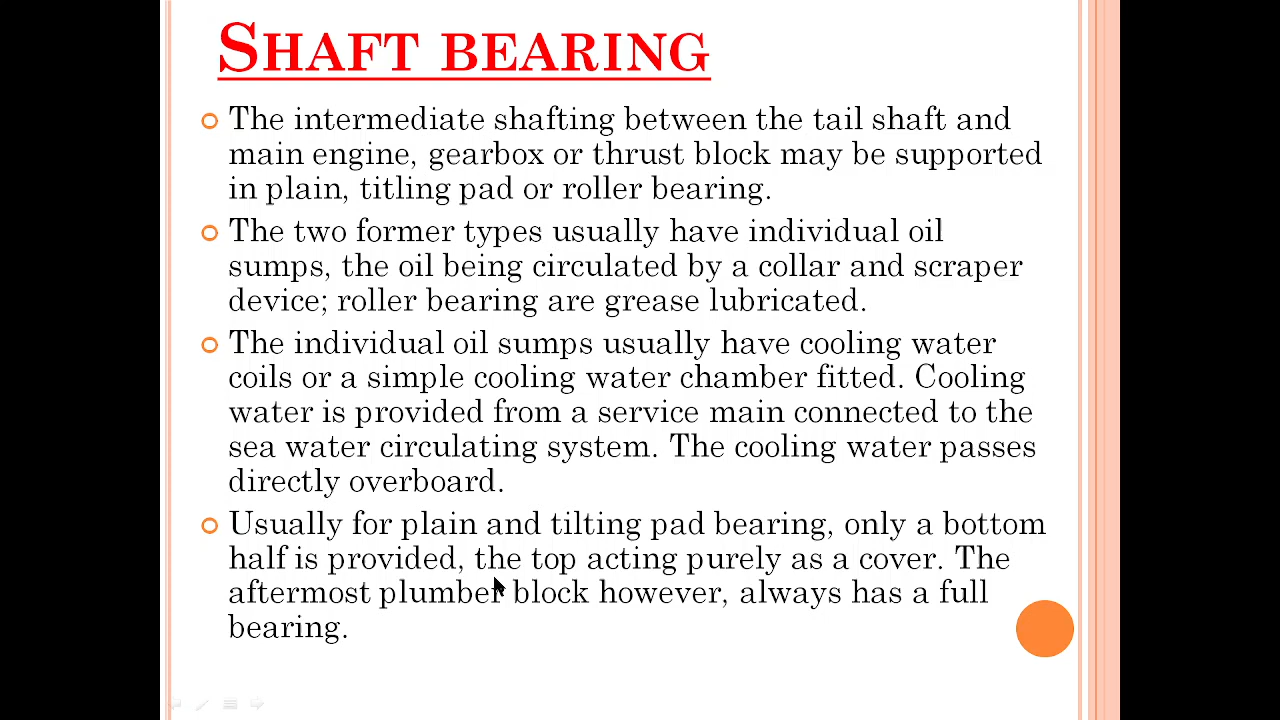 SHAFT BEARING
The intermediate shafting between the tail shaft and
main engine, gearbox or thrust block may be supported
in plain, titling pad or roller bearing.
The two former types usually have individual oil
sumps, the oil being circulated by a collar and scraper
device; roller bearing are grease lubricated.
The individual oil sumps usually have cooling water
coils or a simple cooling water chamber fitted. Cooling
water is provided from a service main connected to the
sea water circulating system. The cooling water passes
directly overboard.
Usually for plain and tilting pad bearing, only a bottom
half is provided, the top acting purely as a cover. The
aftermost plumber block however, always has a full
bearing.